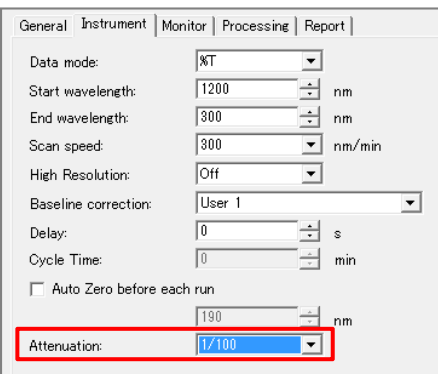 General Instrument Monitor Processing Report
Data mode: %T
Start wavelength: 1200 nm
End wavelength: 300 nm
Scan speed: 300 nm/min
High Resolution: Off
Baseline correction: User 1
Delay: 0 s
Cycle Time: 0 min
Auto Zero before each run
190 nm
Attenuation: 1/100